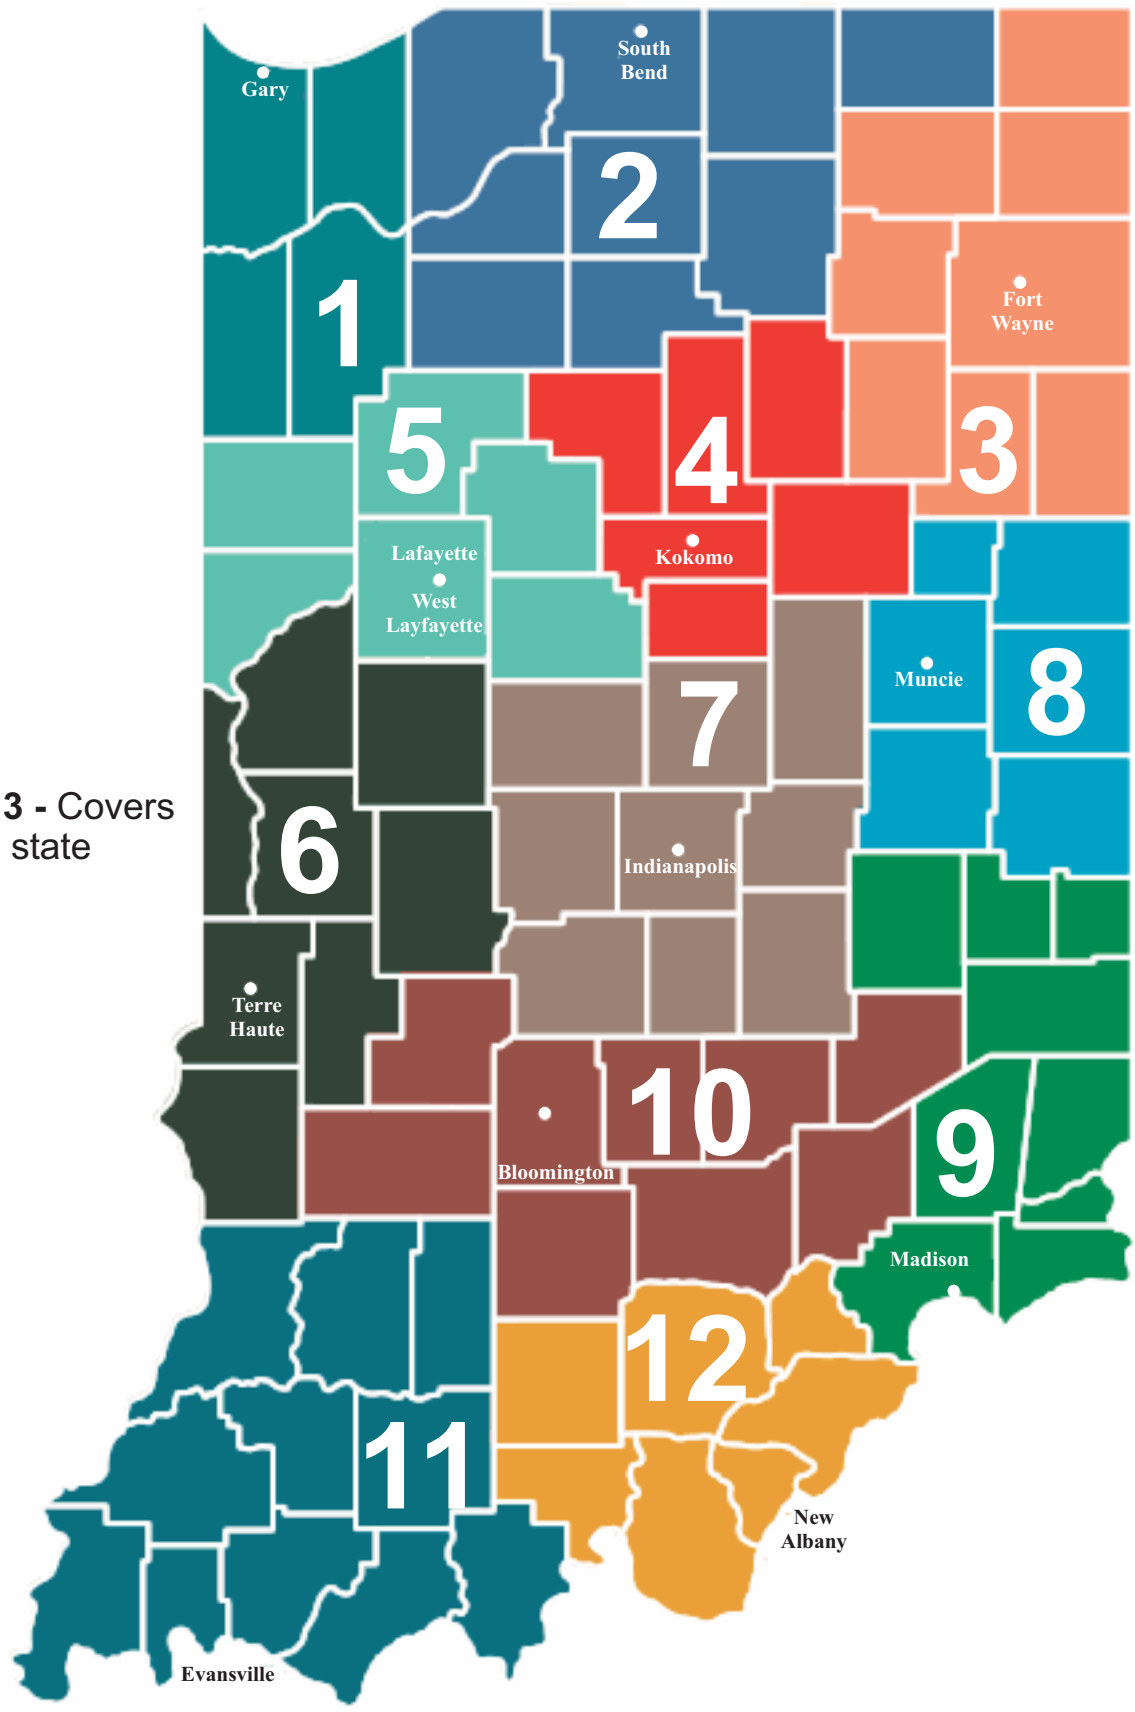 South
Bend
Gary
2
Fort
Wayne
1
5
4
3
Lafayette
Kokomo
West
Layfayette
Muncie
8
7
3 - Covers
state
6
Indianapolis
Terre
Haute
10
9
Bloomington
Madison
12
11
New
Albany
Evansville